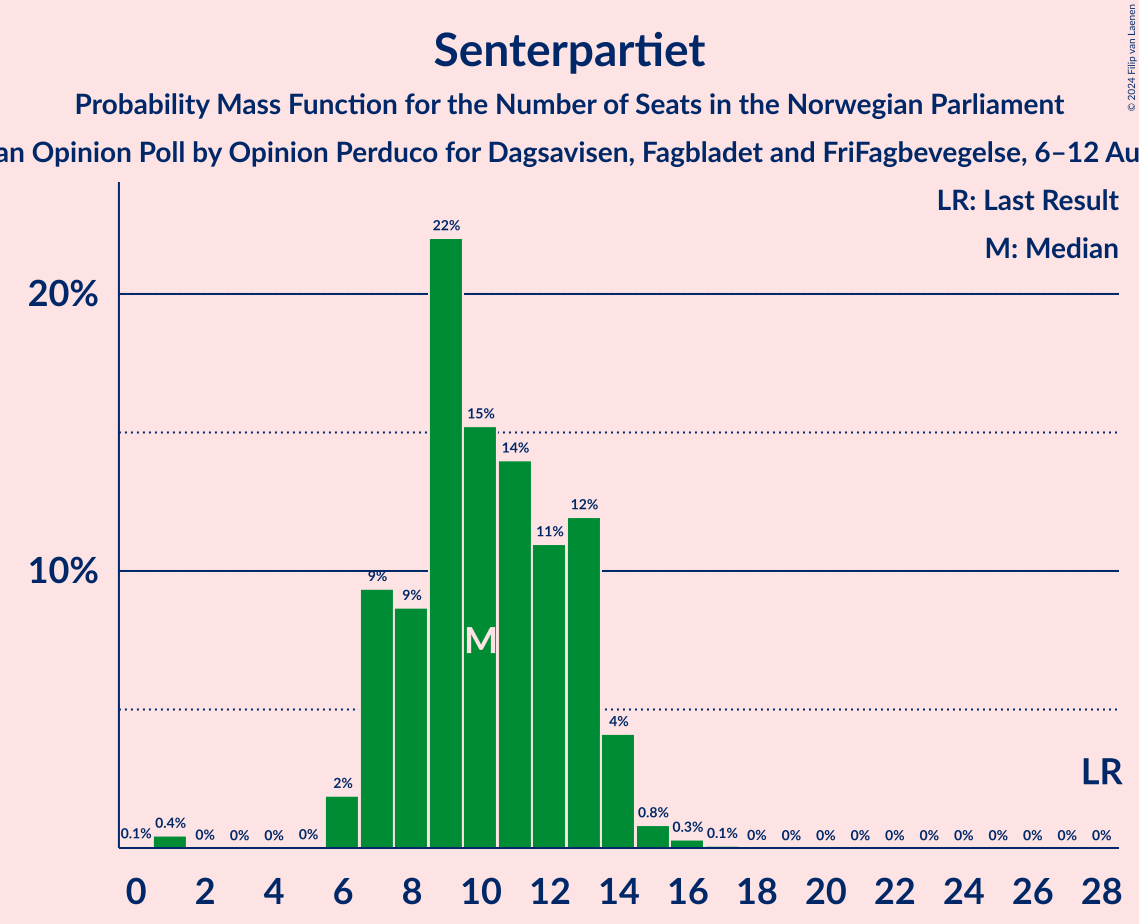 © 2024 Filip van Laenen
Senterpartiet
Probability Mass Function for the Number of Seats in the Norwegian Parliament
an Opinion Poll by Opinion Perduco for Dagsavisen, Fagbladet and FriFagbevegelse, 6–12 Au
LR: Last Result
M: Median
20%
10%
0.1% 0.4% 0% 0% 0% 0% 2% 9% 9% 22% 15% 14% 11% 12% 4% 0.8% 0.3% 0.1% 0% 0% 0% 0% 0% 0% 0% 0% 0% 0% 0%
M
LR
0 2 4 6 8 10 12 14 16 18 20 22 24 26 28